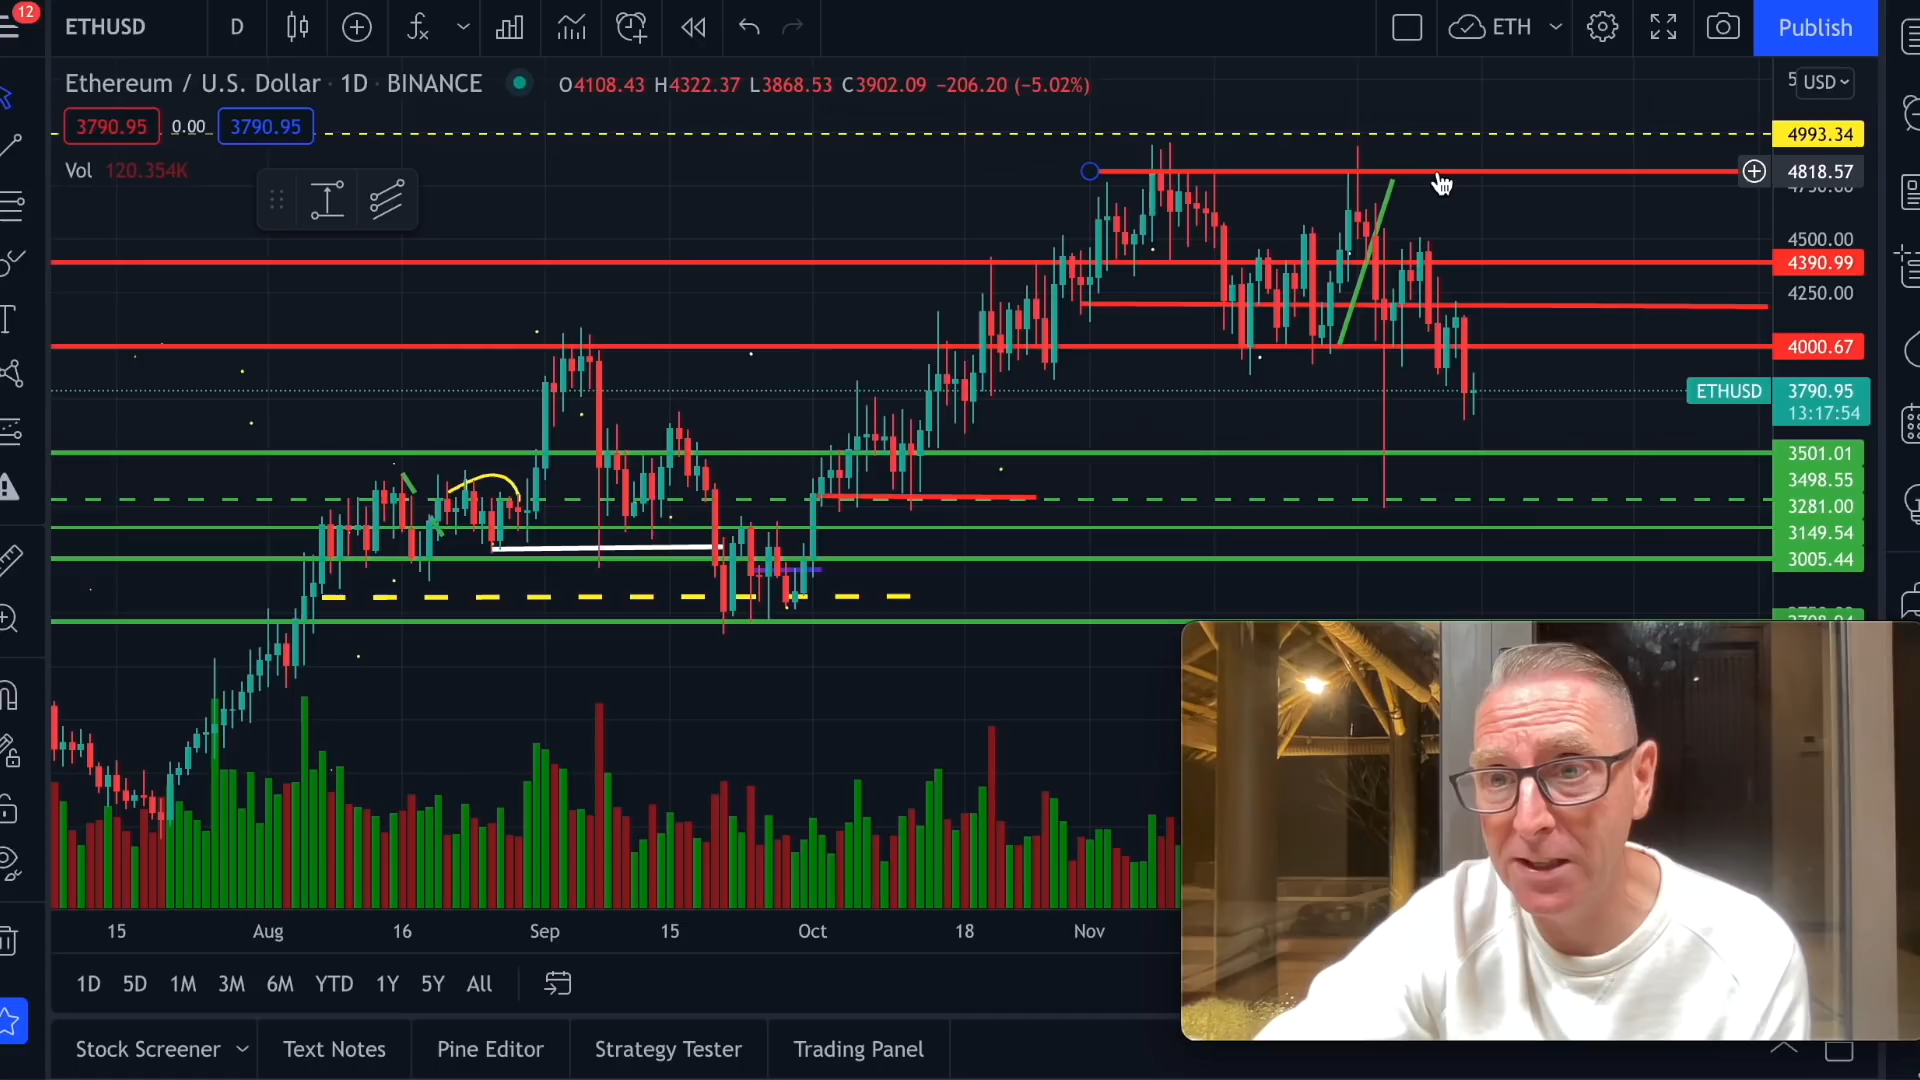 12
ETHUSD D ETH Publish
Ethereum / U.S. Dollar · 1D · BINANCE O4108.43 H4322.37 L3868.53 C3902.09 −206.20 (−5.02%)
USD
3790.95 0.00 3790.95
4993.34
Vol 120.354K
4818.57
4500.00
4390.99
4250.00
4000.67
ETHUSD 3790.95
13:17:54
3501.01
3498.55
3281.00
3149.54
3005.44
15 Aug 16 Sep 15 Oct 18 Nov
1D 5D 1M 3M 6M YTD 1Y 5Y All
Stock Screener Text Notes Pine Editor Strategy Tester Trading Panel